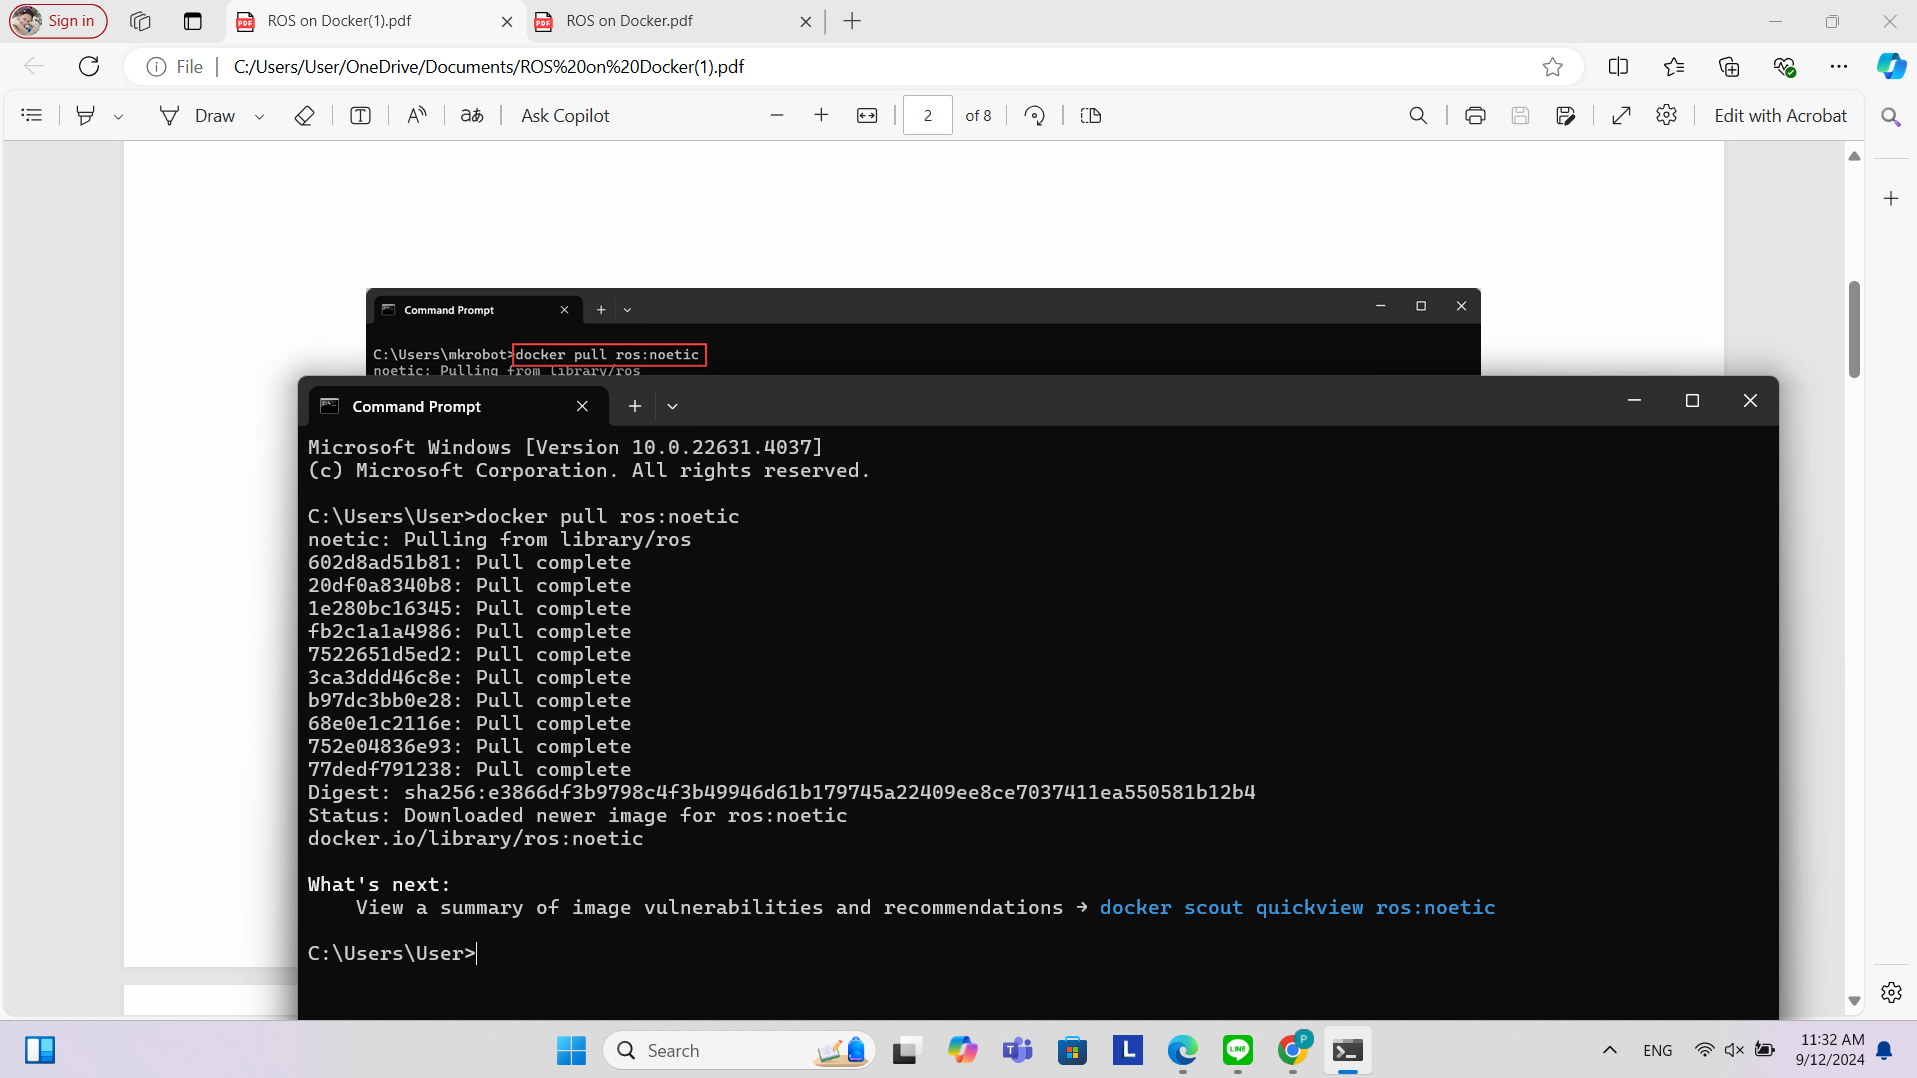 Sign in
ROS on Docker(1).pdf
ROS on Docker.pdf
File
C:/Users/User/OneDrive/Documents/ROS%20on%20Docker(1).pdf
Draw
aあ
Ask Copilot
2 of 8
Edit with Acrobat
Command Prompt
C:\Users\mkrobot>docker pull ros:noetic
noetic: Pulling from library/ros
Command Prompt
Microsoft Windows [Version 10.0.22631.4037]
(c) Microsoft Corporation. All rights reserved.
C:\Users\User>docker pull ros:noetic
noetic: Pulling from library/ros
602d8ad51b81: Pull complete
20df0a8340b8: Pull complete
1e280bc16345: Pull complete
fb2c1a1a4986: Pull complete
7522651d5ed2: Pull complete
3ca3ddd46c8e: Pull complete
b97dc3bb0e28: Pull complete
68e0e1c2116e: Pull complete
752e04836e93: Pull complete
77dedf791238: Pull complete
Digest: sha256:e3866df3b9798c4f3b49946d61b179745a22409ee8ce7037411ea550581b12b4
Status: Downloaded newer image for ros:noetic
docker.io/library/ros:noetic
What's next:
View a summary of image vulnerabilities and recommendations → docker scout quickview ros:noetic
C:\Users\User>
Search
L
LINE
P
ENG
11:32 AM
9/12/2024